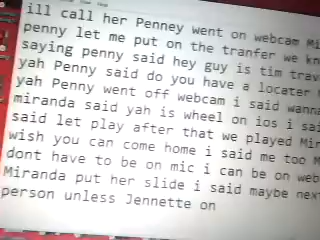 ill call her Penney went on webcam Mi
penny let me put on the tranfer we kn
saying penny said hey guy is tim trav
yah Penny said do you have a locater
yah Penny went off webcam i said wanna
miranda said yah is wheel on ios i sai
said let play after that we played Mir
wish you can come home i said me too M
dont have to be on mic i can be on web
Miranda put her slide i said maybe nex
person unless Jennette on